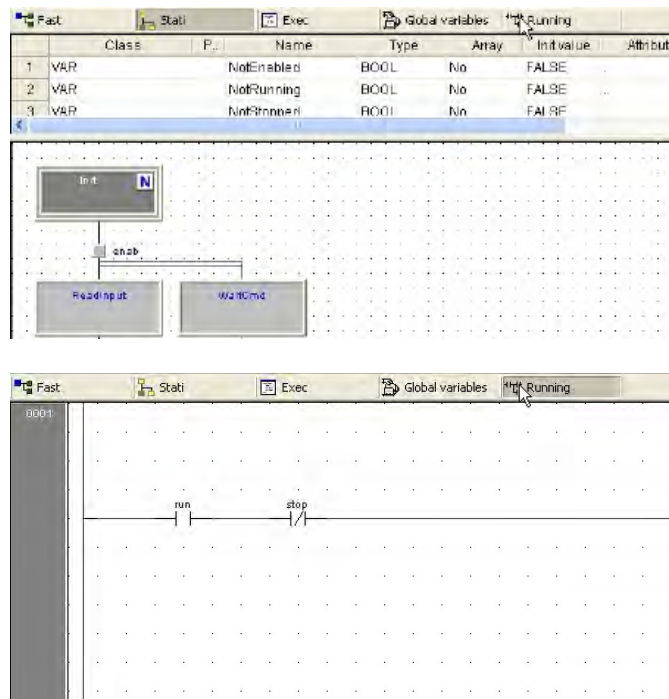 Fast Stati Exec Global variables Running
Class P.. Name Type Array Init value Attribut
1 VAR NotEnabled BOOL No FALSE ..
2 VAR NotRunning BOOL No FALSE ..
3 VAR NotStopped BOOL No FALSE
Init N
enab
ReadInput WaitCmd
Fast Stati Exec Global variables Running
0001
run stop